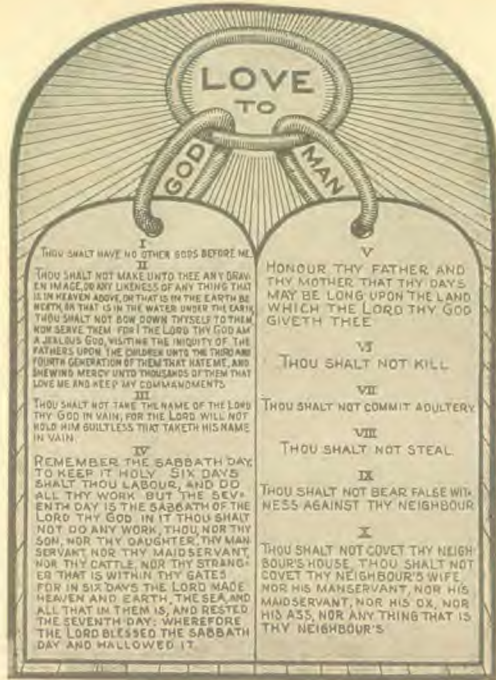 LOVE
TO
GOD
MAN
I
THOU SHALT HAVE NO OTHER GODS BEFORE ME.
II
THOU SHALT NOT MAKE UNTO THEE ANY GRAV-
EN IMAGE, OR ANY LIKENESS OF ANY THING THAT
IS IN HEAVEN ABOVE, OR THAT IS IN THE EARTH BE
NEATH, OR THAT IS IN THE WATER UNDER THE EARTH,
THOU SHALT NOT BOW DOWN THYSELF TO THEM,
NOR SERVE THEM FOR I THE LORD THY GOD AM
A JEALOUS GOD, VISITING THE INIQUITY OF THE
FATHERS UPON THE CHILDREN UNTO THE THIRD AND
FOURTH GENERATION OF THEM THAT HATE ME, AND
SHEWING MERCY UNTO THOUSANDS OF THEM THAT
LOVE ME AND KEEP MY COMMANDMENTS
III
THOU SHALT NOT TAKE THE NAME OF THE LORD
THY GOD IN VAIN, FOR THE LORD WILL NOT
HOLD HIM GUILTLESS THAT TAKETH HIS NAME
IN VAIN
IV
REMEMBER THE SABBATH DAY,
TO KEEP IT HOLY SIX DAYS
SHALT THOU LABOUR, AND DO
ALL THY WORK BUT THE SEV-
ENTH DAY IS THE SABBATH OF THE
LORD THY GOD IN IT THOU SHALT
NOT DO ANY WORK, THOU, NOR THY
SON, NOR THY DAUGHTER, THY MAN
SERVANT, NOR THY MAIDSERVANT,
NOR THY CATTLE, NOR THY STRANG-
ER THAT IS WITHIN THY GATES
FOR IN SIX DAYS THE LORD MADE
HEAVEN AND EARTH, THE SEA, AND
ALL THAT IN THEM IS, AND RESTED
THE SEVENTH DAY: WHEREFORE
THE LORD BLESSED THE SABBATH
DAY AND HALLOWED IT.
V
HONOUR THY FATHER AND
THY MOTHER THAT THY DAYS
MAY BE LONG UPON THE LAND
WHICH THE LORD THY GOD
GIVETH THEE
VI
THOU SHALT NOT KILL
VII
THOU SHALT NOT COMMIT ADULTERY
VIII
THOU SHALT NOT STEAL
IX
THOU SHALT NOT BEAR FALSE WIT-
NESS AGAINST THY NEIGHBOUR
X
THOU SHALT NOT COVET THY NEIGH-
BOUR'S HOUSE, THOU SHALT NOT
COVET THY NEIGHBOUR'S WIFE,
NOR HIS MANSERVANT, NOR HIS
MAIDSERVANT, NOR HIS OX, NOR
HIS ASS, NOR ANY THING THAT IS
THY NEIGHBOUR'S